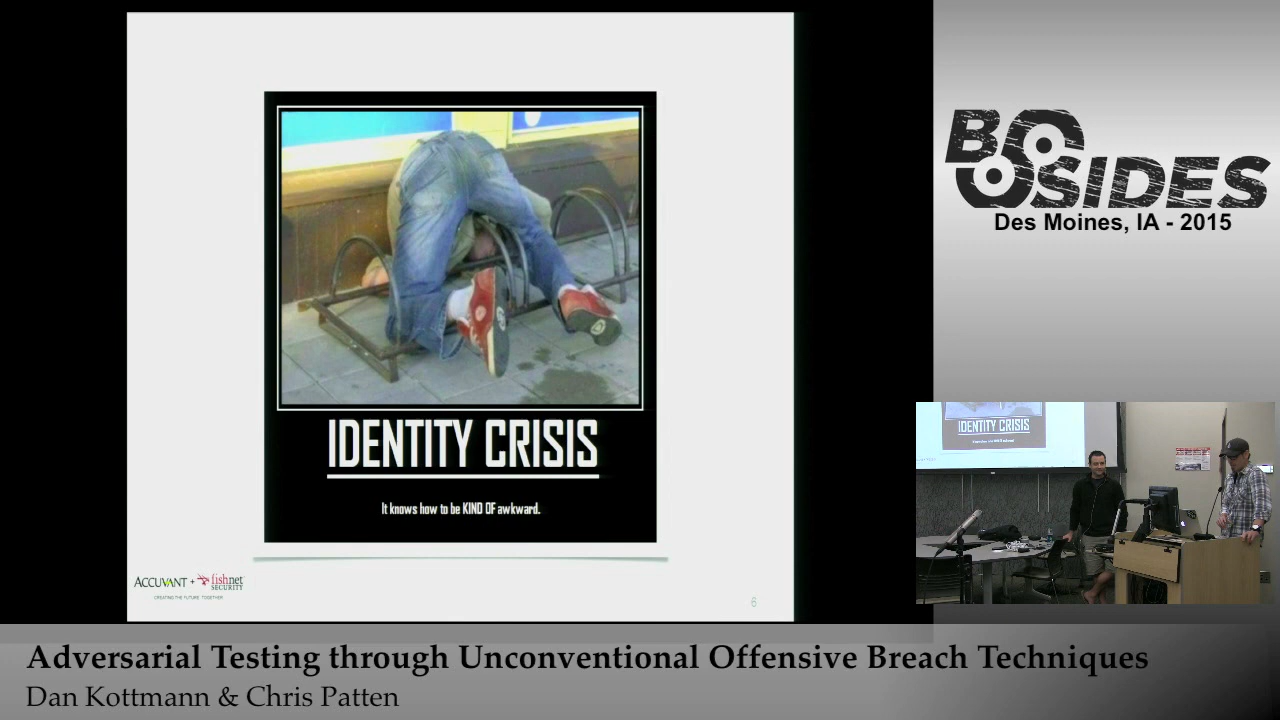 IDENTITY CRISIS
It knows how to be KIND OF awkward.
ACCUVANT + fishnet
SECURITY
CREATING THE FUTURE TOGETHER
6
BSIDES
Des Moines, IA - 2015
IDENTITY CRISIS
Adversarial Testing through Unconventional Offensive Breach Techniques
Dan Kottmann & Chris Patten